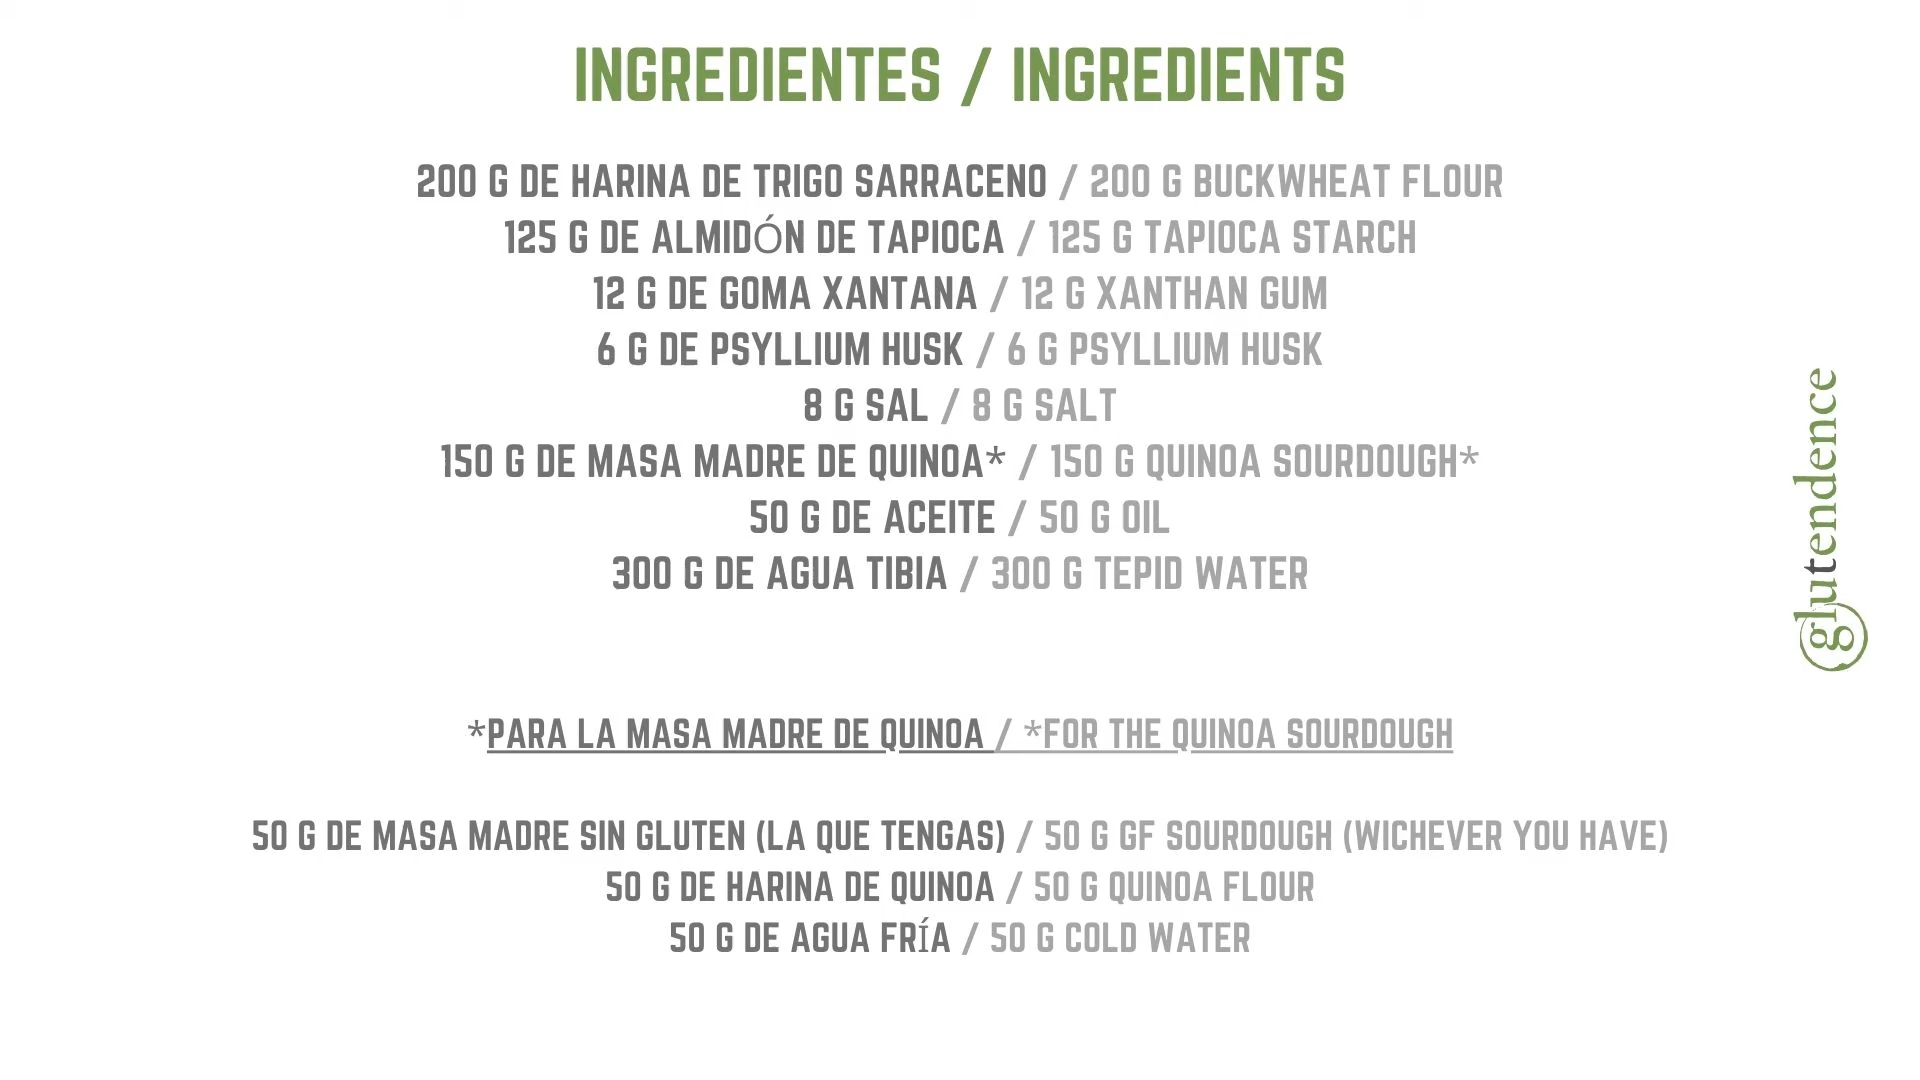 INGREDIENTES / INGREDIENTS
200 G DE HARINA DE TRIGO SARRACENO / 200 G BUCKWHEAT FLOUR
125 G DE ALMIDÓN DE TAPIOCA / 125 G TAPIOCA STARCH
12 G DE GOMA XANTANA / 12 G XANTHAN GUM
6 G DE PSYLLIUM HUSK / 6 G PSYLLIUM HUSK
8 G SAL / 8 G SALT
150 G DE MASA MADRE DE QUINOA* / 150 G QUINOA SOURDOUGH*
50 G DE ACEITE / 50 G OIL
300 G DE AGUA TIBIA / 300 G TEPID WATER
glutendence
*PARA LA MASA MADRE DE QUINOA / *FOR THE QUINOA SOURDOUGH
50 G DE MASA MADRE SIN GLUTEN (LA QUE TENGAS) / 50 G GF SOURDOUGH (WICHEVER YOU HAVE)
50 G DE HARINA DE QUINOA / 50 G QUINOA FLOUR
50 G DE AGUA FRÍA / 50 G COLD WATER